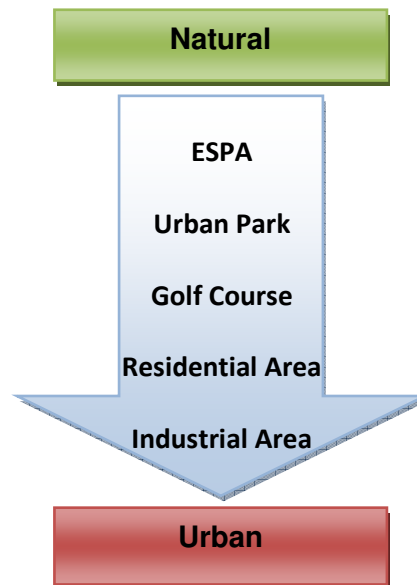 Natural
ESPA
Urban Park
Golf Course
Residential Area
Industrial Area
Urban